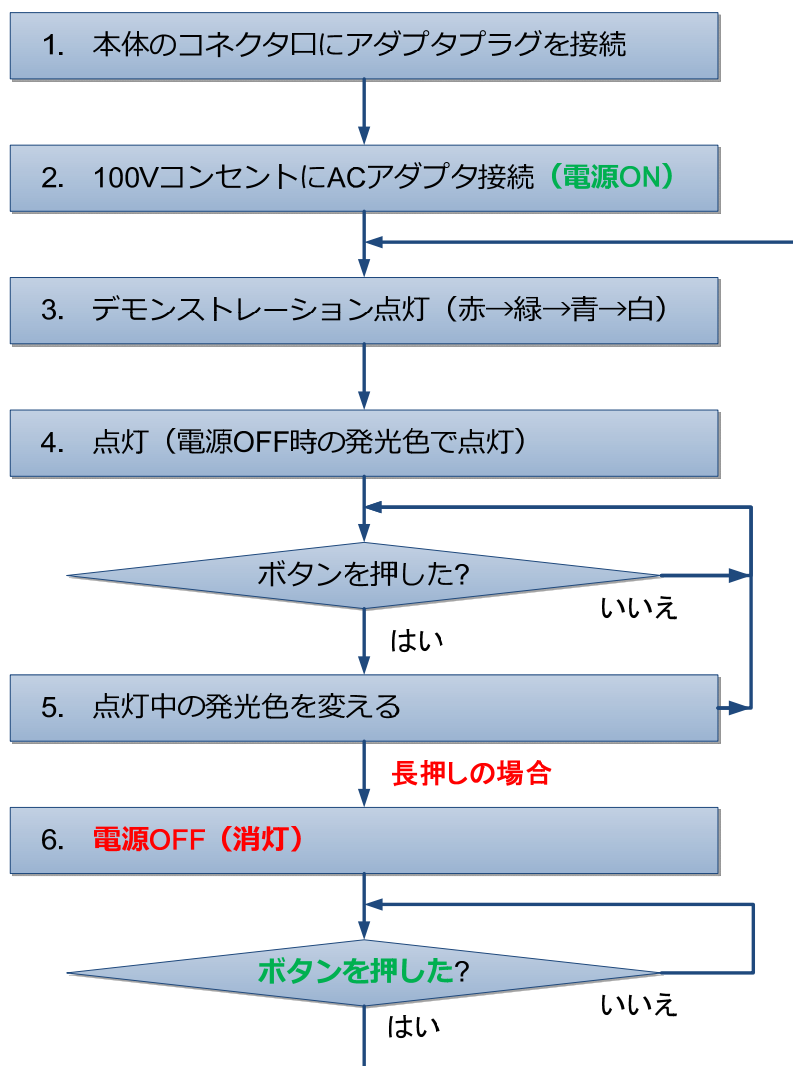 1. 本体のコネクタ口にアダプタプラグを接続
2. 100VコンセントにACアダプタ接続（電源ON）
3. デモンストレーション点灯（赤→緑→青→白）
4. 点灯（電源OFF時の発光色で点灯）
ボタンを押した?
いいえ
はい
5. 点灯中の発光色を変える
長押しの場合
6. 電源OFF（消灯）
ボタンを押した?
いいえ
はい